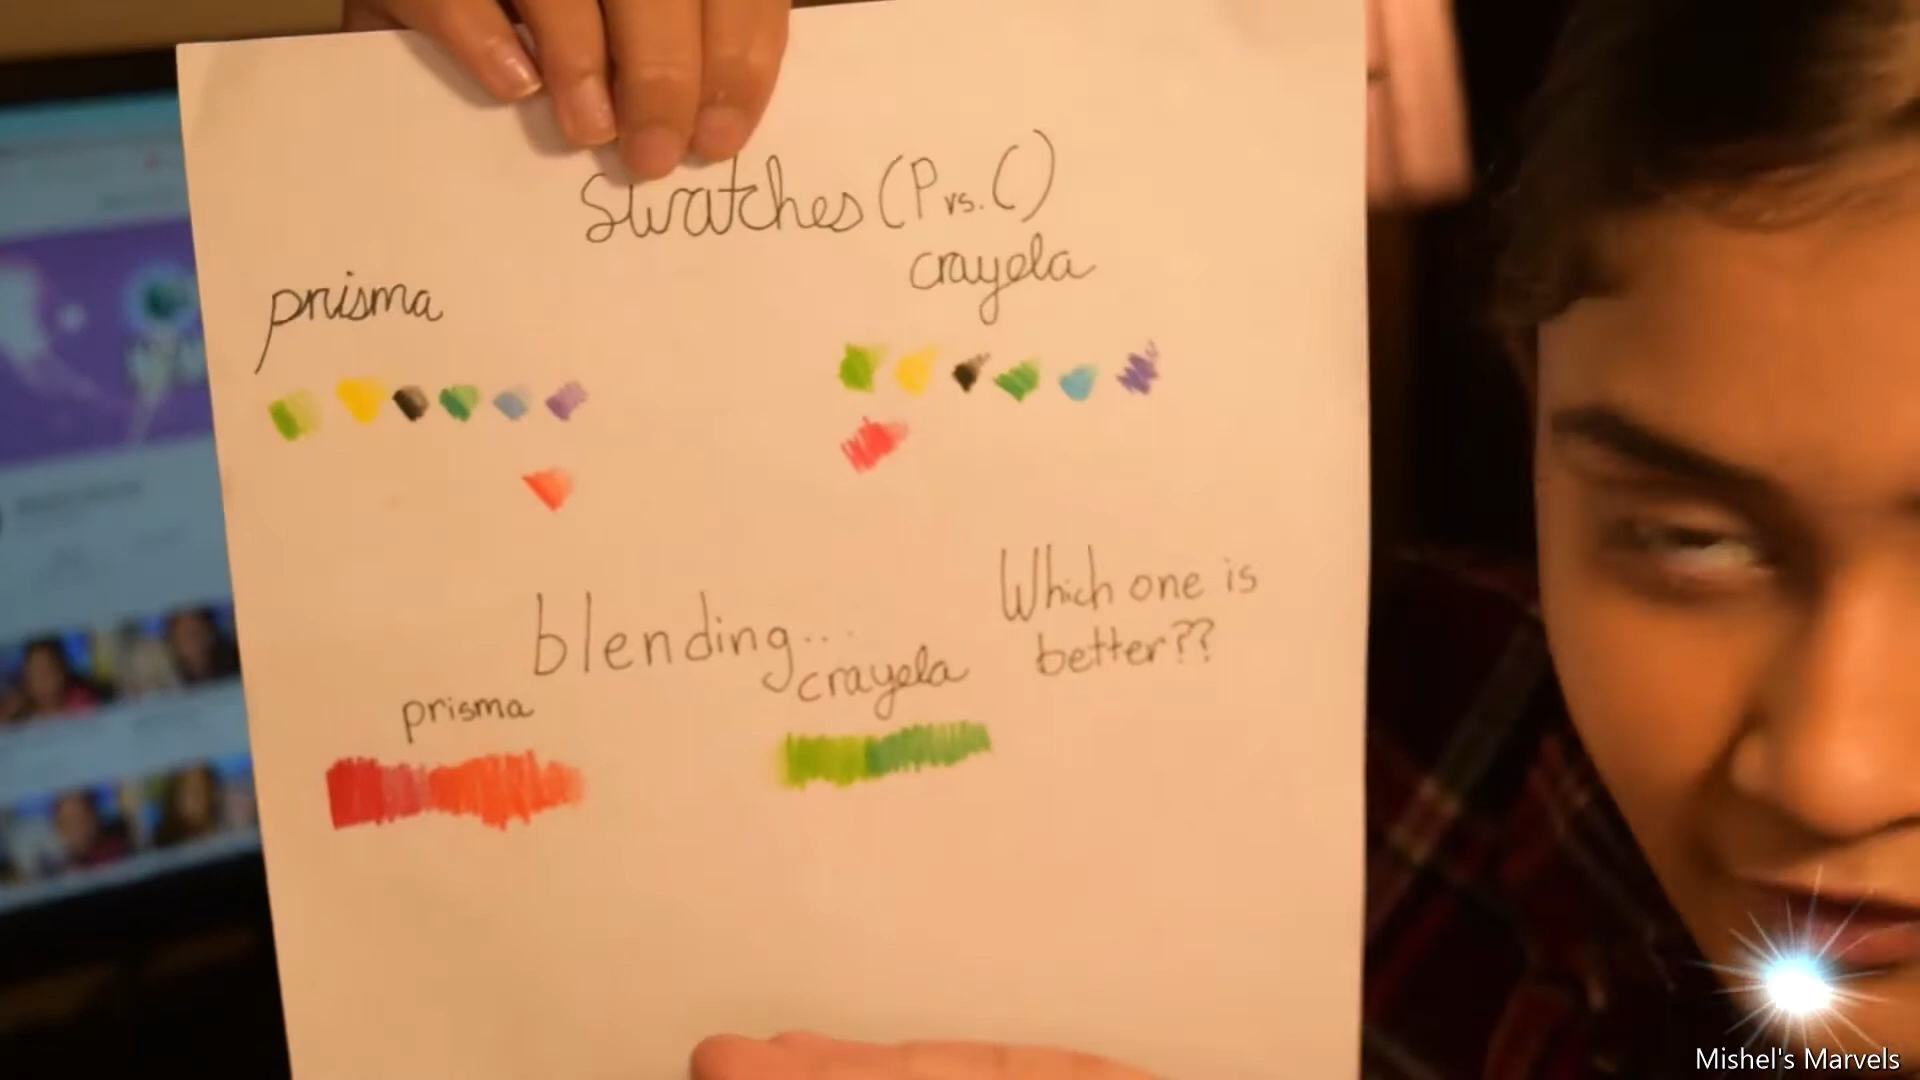 Swatches (P vs. C)
prisma
crayola
blending...
Which one is
better??
prisma
crayola
Mishel's Marvels